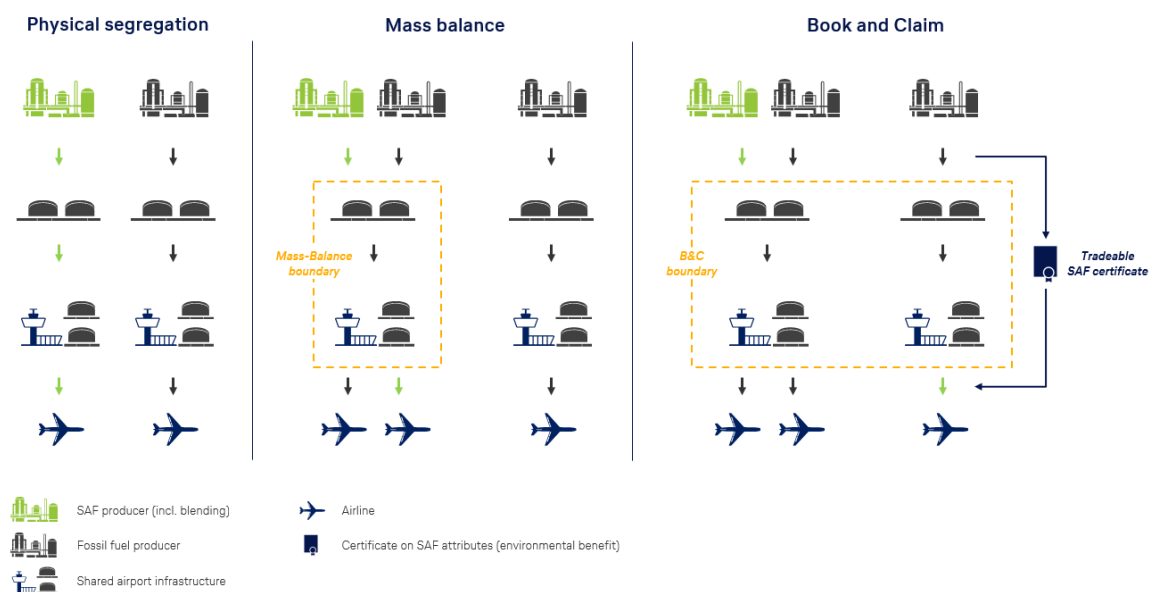 Physical segregation
Mass balance
Book and Claim
Mass-Balance
boundary
B&C
boundary
Tradeable
SAF certificate
SAF producer (incl. blending)
Airline
Fossil fuel producer
Certificate on SAF attributes (environmental benefit)
Shared airport infrastructure